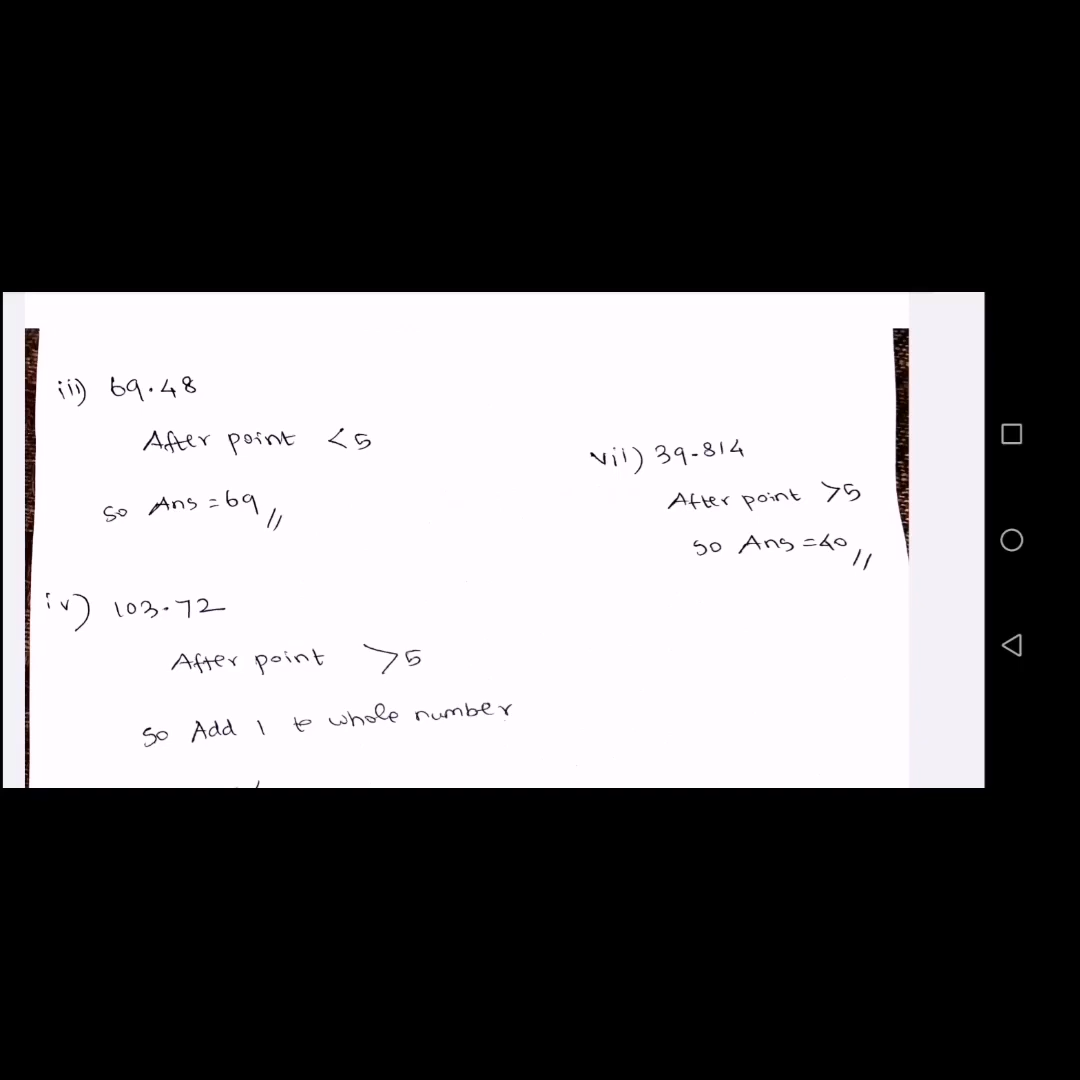 iii) 69.48
After point <5
so Ans = 69 //
iv) 103.72
After point >5
so Add 1 to whole number
vii) 39.814
After point >5
so Ans = 40 //